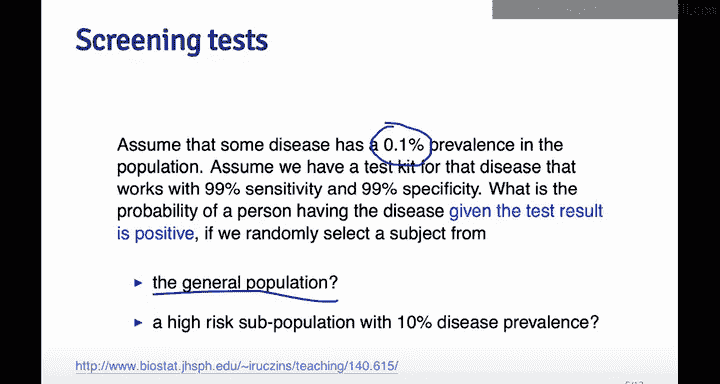 Screening tests
Assume that some disease has a 0.1% prevalence in the
population. Assume we have a test kit for that disease that
works with 99% sensitivity and 99% specificity. What is the
probability of a person having the disease given the test result
is positive, if we randomly select a subject from
▶ the general population?
▶ a high risk sub-population with 10% disease prevalence?
http://www.biostat.jhsph.edu/~iruczins/teaching/140.615/